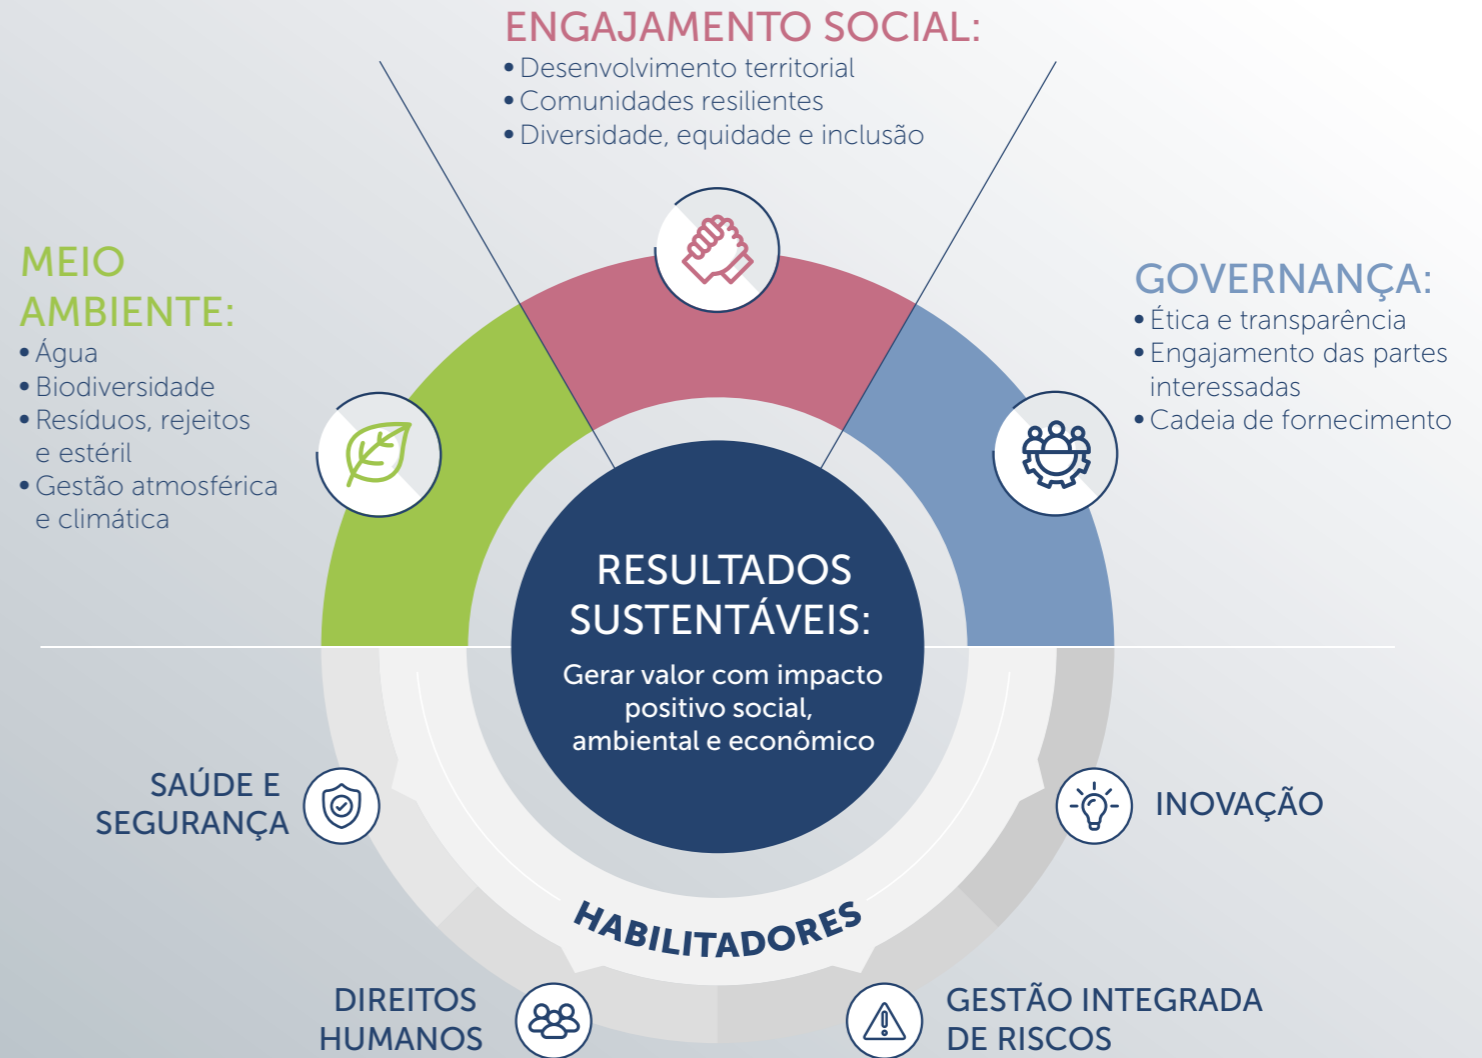 ENGAJAMENTO SOCIAL:
• Desenvolvimento territorial
• Comunidades resilientes
• Diversidade, equidade e inclusão
MEIO
AMBIENTE:
• Água
• Biodiversidade
• Resíduos, rejeitos
e estéril
• Gestão atmosférica
e climática
GOVERNANÇA:
• Ética e transparência
• Engajamento das partes
interessadas
• Cadeia de fornecimento
RESULTADOS
SUSTENTÁVEIS:
Gerar valor com impacto
positivo social,
ambiental e econômico
SAÚDE E
SEGURANÇA
INOVAÇÃO
HABILITADORES
DIREITOS
HUMANOS
GESTÃO INTEGRADA
DE RISCOS